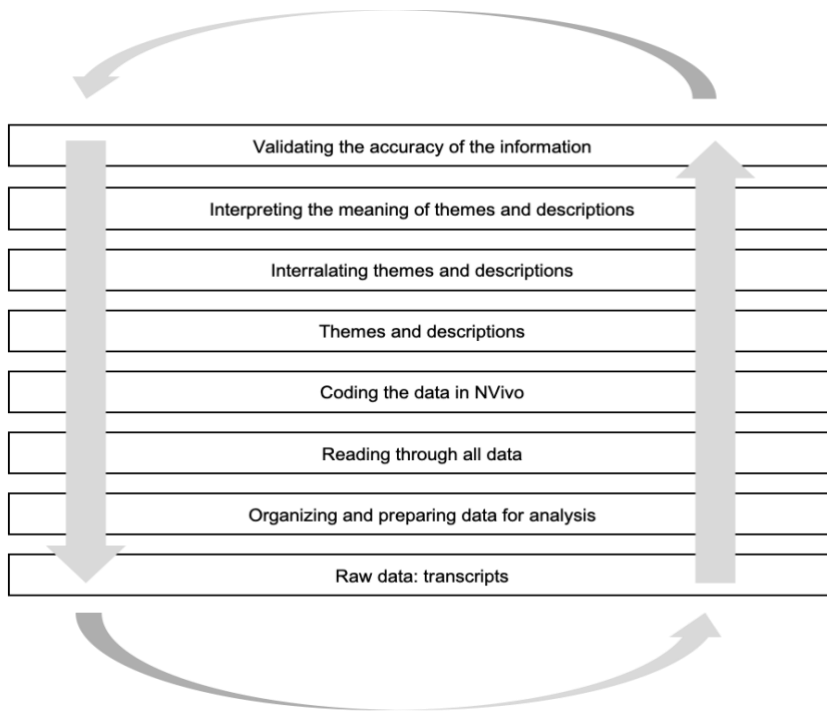 Validating the accuracy of the information
Interpreting the meaning of themes and descriptions
Interralating themes and descriptions
Themes and descriptions
Coding the data in NVivo
Reading through all data
Organizing and preparing data for analysis
Raw data: transcripts